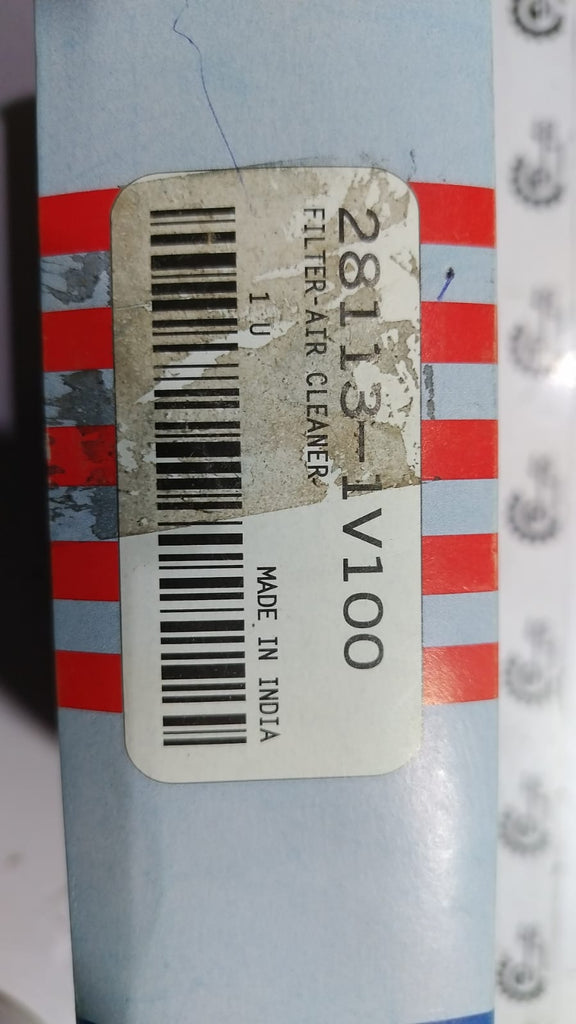 28113-1V100
FILTER-AIR CLEANER
1 U
MADE IN INDIA